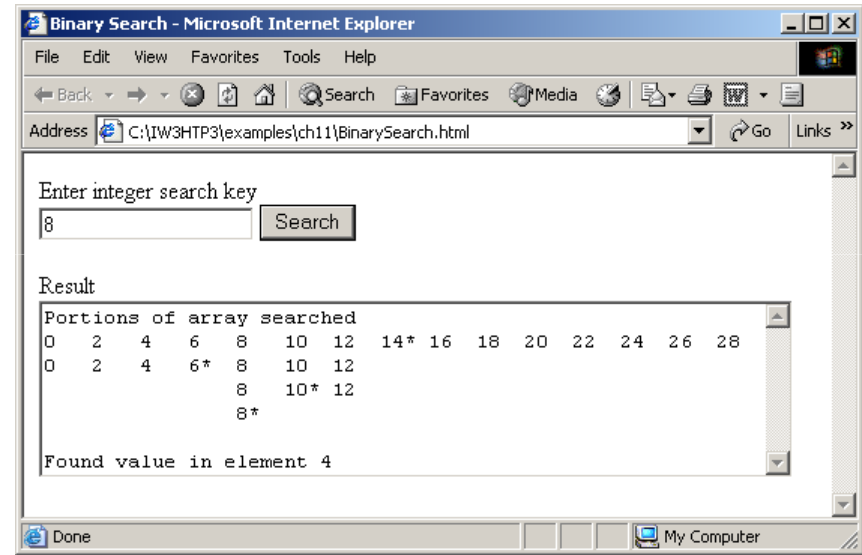 Binary Search - Microsoft Internet Explorer
File Edit View Favorites Tools Help
Back Search Favorites Media
Address C:\IW3HTP3\examples\ch11\BinarySearch.html Go Links »
Enter integer search key
8 Search
Result
Portions of array searched
0 2 4 6 8 10 12 14* 16 18 20 22 24 26 28
0 2 4 6* 8 10 12
8 10* 12
8*
Found value in element 4
Done My Computer